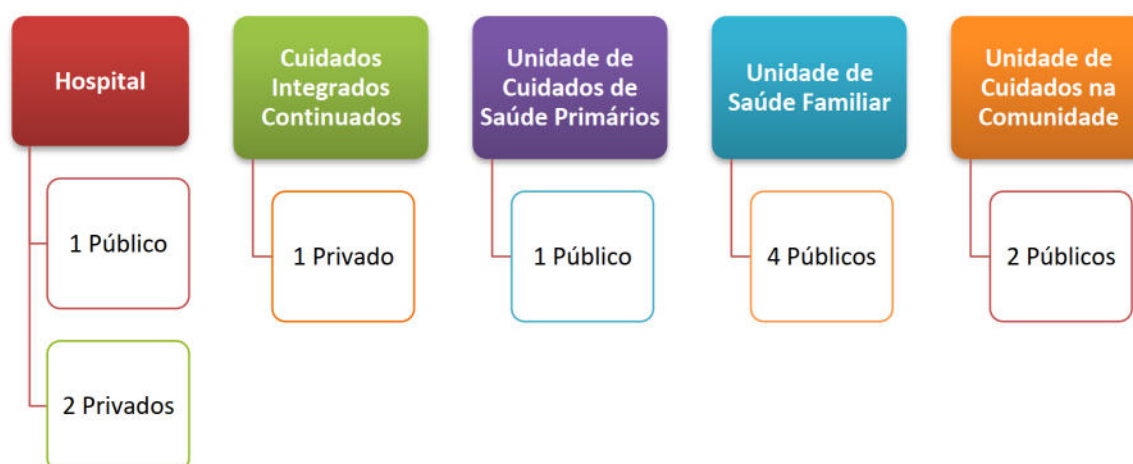 Hospital
1 Público
2 Privados
Cuidados
Integrados
Continuados
1 Privado
Unidade de
Cuidados de
Saúde Primários
1 Público
Unidade de
Saúde Familiar
4 Públicos
Unidade de
Cuidados na
Comunidade
2 Públicos